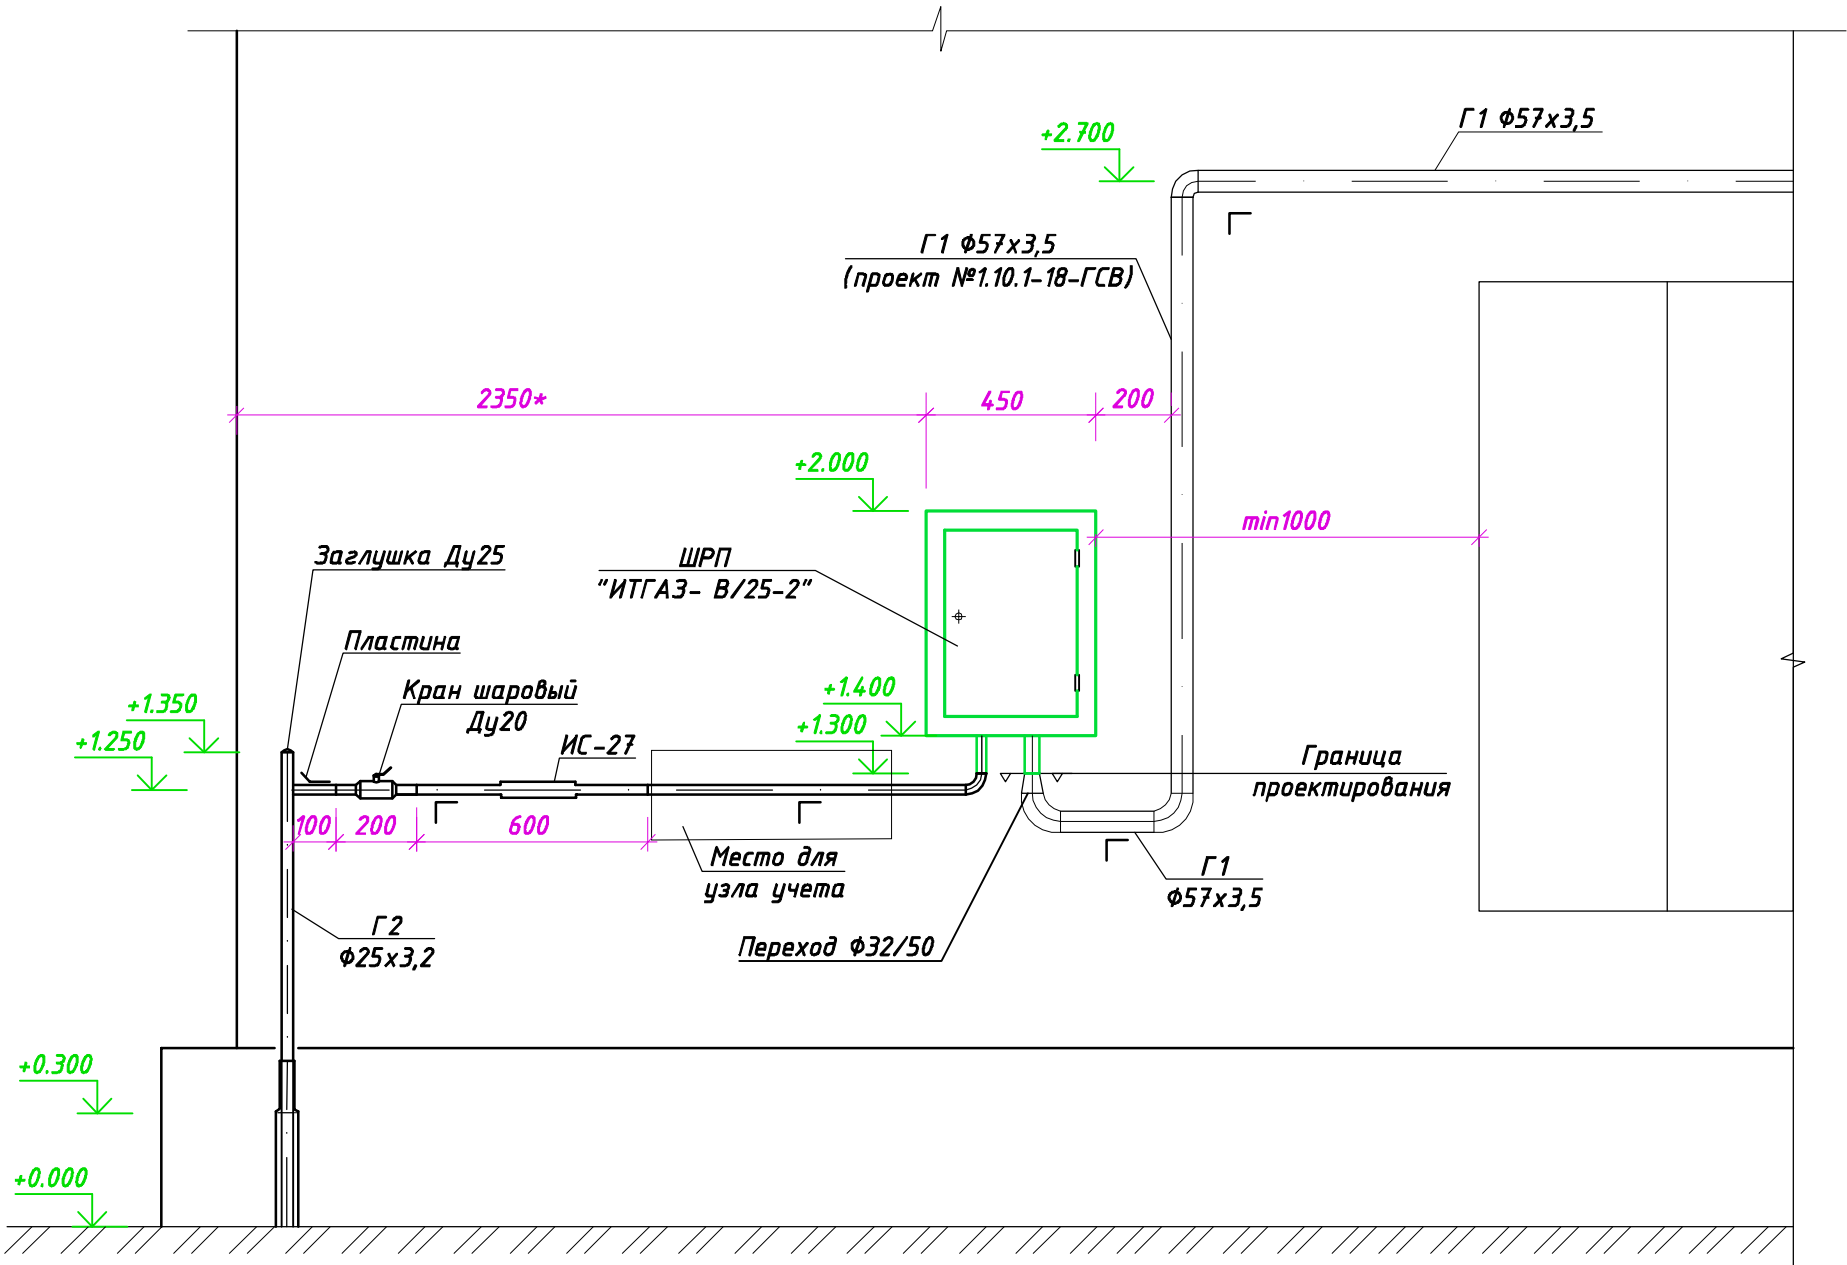 Г1 Ф57х3,5
+2.700
Г1 Ф57х3,5
(проект №1.10.1-18-ГСВ)
2350*
450
200
+2.000
min1000
Заглушка Ду25
ШРП
"ИТГАЗ- В/25-2"
Пластина
Кран шаровый
Ду20
+1.400
+1.350
+1.300
+1.250
ИС-27
Граница
проектирования
100
200
600
Место для
узла учета
Г1
Ф57х3,5
Г2
Ф25х3,2
Переход Ф32/50
+0.300
+0.000